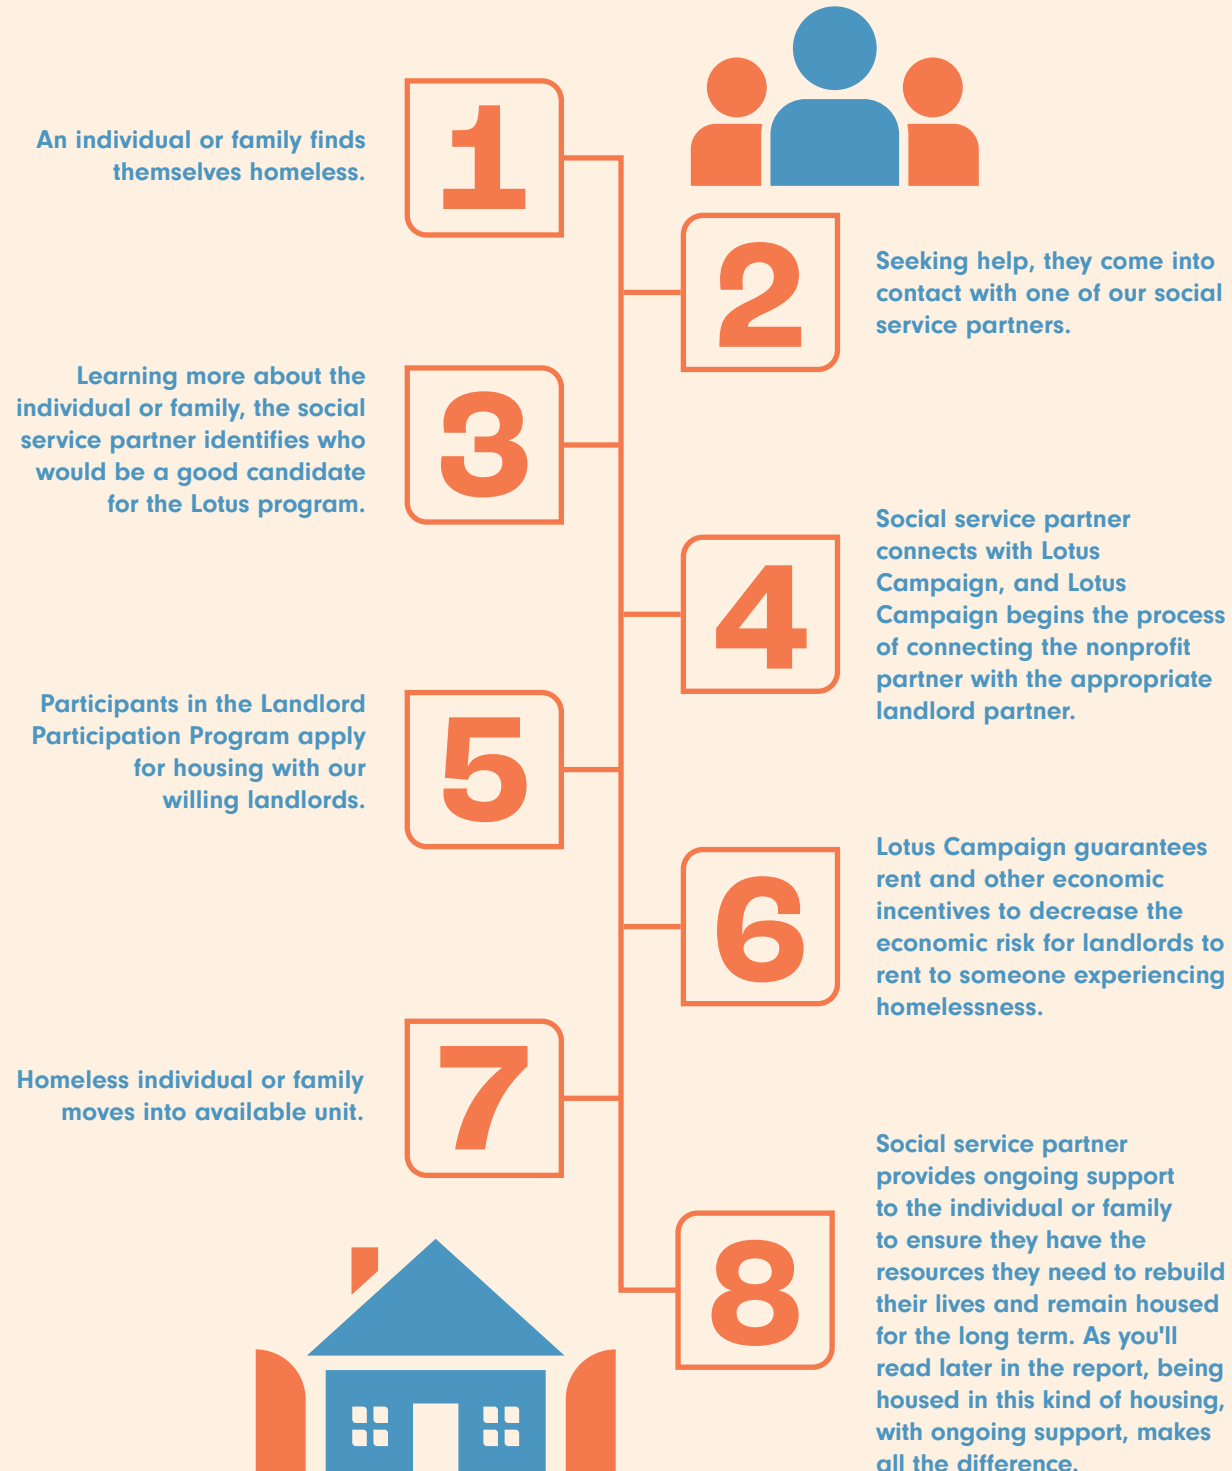 1
An individual or family finds
themselves homeless.
2
Seeking help, they come into
contact with one of our social
service partners.
3
Learning more about the
individual or family, the social
service partner identifies who
would be a good candidate
for the Lotus program.
4
Social service partner
connects with Lotus
Campaign, and Lotus
Campaign begins the process
of connecting the nonprofit
partner with the appropriate
landlord partner.
5
Participants in the Landlord
Participation Program apply
for housing with our
willing landlords.
6
Lotus Campaign guarantees
rent and other economic
incentives to decrease the
economic risk for landlords to
rent to someone experiencing
homelessness.
7
Homeless individual or family
moves into available unit.
8
Social service partner
provides ongoing support
to the individual or family
to ensure they have the
resources they need to rebuild
their lives and remain housed
for the long term. As you'll
read later in the report, being
housed in this kind of housing,
with ongoing support, makes
all the difference.